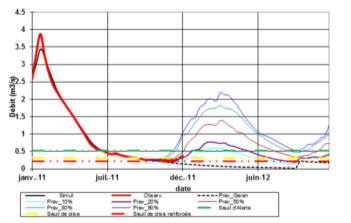 Débit (m3/s)
4.5
4
3.5
3
2.5
2
1.5
1
0.5
0
janv.-11 juil.-11 déc.-11 juin-12
date
Simul Observ Prev_Garan
Prev_10% Prev_20% Prev_50%
Prev_80% Prev_90% Seuil d'Alerte
Seuil de crise Seuil de crise renforcée